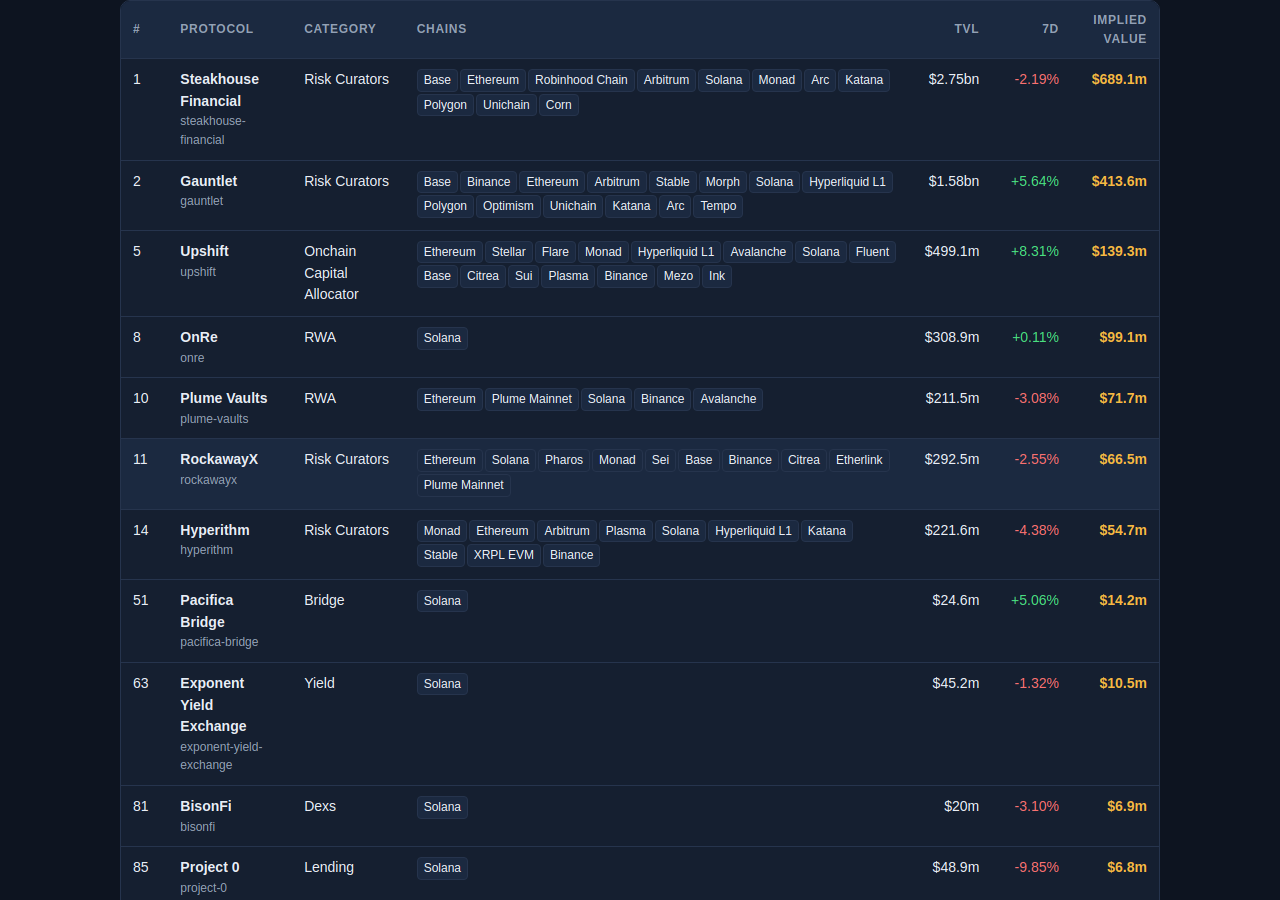 # PROTOCOL CATEGORY CHAINS TVL 7D IMPLIED VALUE
1 Steakhouse Financial Risk Curators Base Ethereum Robinhood Chain Arbitrum Solana Monad Arc Katana $2.75bn -2.19% $689.1m
steakhouse-financial Polygon Unichain Corn
2 Gauntlet Risk Curators Base Binance Ethereum Arbitrum Stable Morph Solana Hyperliquid L1 $1.58bn +5.64% $413.6m
gauntlet Polygon Optimism Unichain Katana Arc Tempo
5 Upshift Onchain Capital Allocator Ethereum Stellar Flare Monad Hyperliquid L1 Avalanche Solana Fluent $499.1m +8.31% $139.3m
upshift Base Citrea Sui Plasma Binance Mezo Ink
8 OnRe RWA Solana $308.9m +0.11% $99.1m
onre
10 Plume Vaults RWA Ethereum Plume Mainnet Solana Binance Avalanche $211.5m -3.08% $71.7m
plume-vaults
11 RockawayX Risk Curators Ethereum Solana Pharos Monad Sei Base Binance Citrea Etherlink $292.5m -2.55% $66.5m
rockawayx Plume Mainnet
14 Hyperithm Risk Curators Monad Ethereum Arbitrum Plasma Solana Hyperliquid L1 Katana $221.6m -4.38% $54.7m
hyperithm Stable XRPL EVM Binance
51 Pacifica Bridge Bridge Solana $24.6m +5.06% $14.2m
pacifica-bridge
63 Exponent Yield Exchange Yield Solana $45.2m -1.32% $10.5m
exponent-yield-exchange
81 BisonFi Dexs Solana $20m -3.10% $6.9m
bisonfi
85 Project 0 Lending Solana $48.9m -9.85% $6.8m
project-0